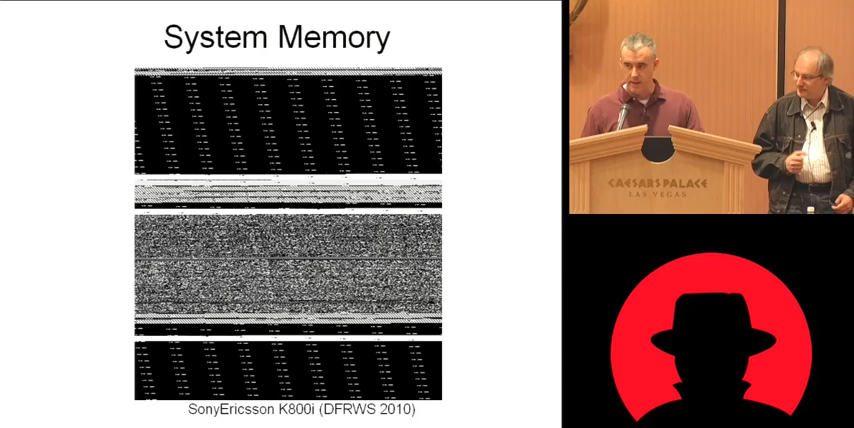 System Memory
SonyEricsson K800i (DFRWS 2010)
CAESARS PALACE
LAS VEGAS